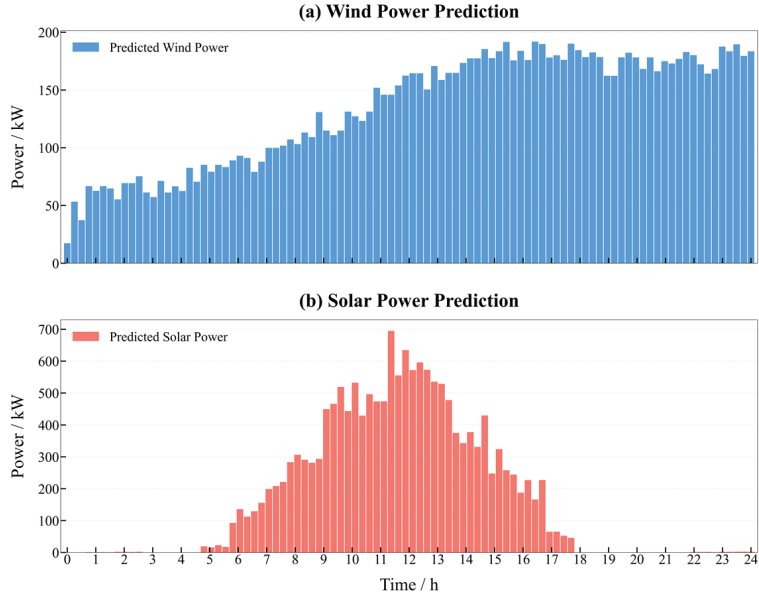 (a) Wind Power Prediction
200
Predicted Wind Power
150
100
50
0
Power / kW
(b) Solar Power Prediction
700
Predicted Solar Power
600
500
400
300
200
100
0
Power / kW
0 1 2 3 4 5 6 7 8 9 10 11 12 13 14 15 16 17 18 19 20 21 22 23 24
Time / h